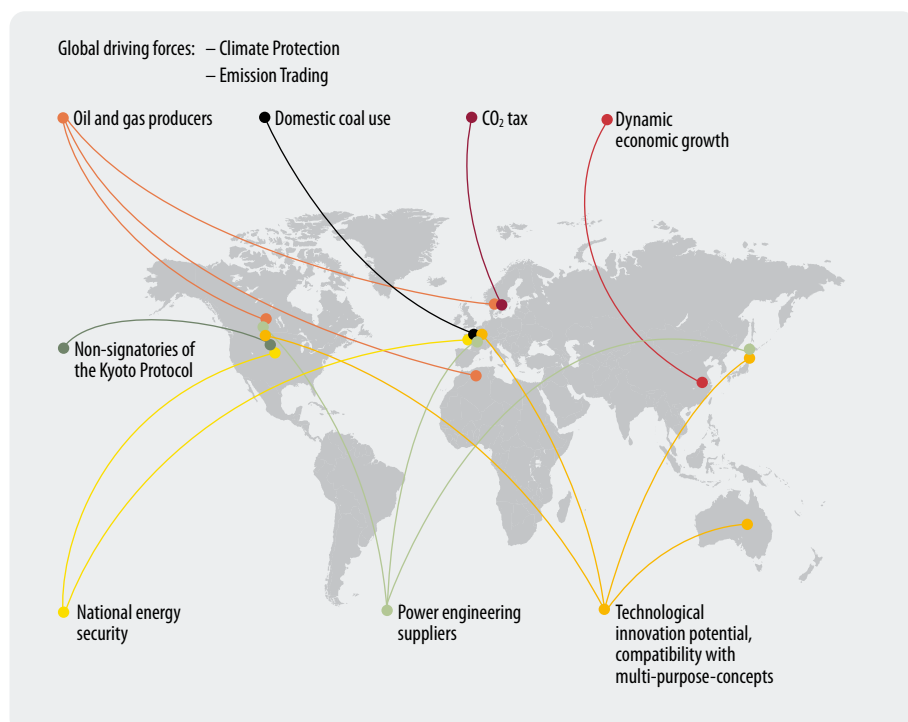 Global driving forces: – Climate Protection
– Emission Trading
Oil and gas producers
Domestic coal use
CO₂ tax
Dynamic
economic growth
Non-signatories of
the Kyoto Protocol
National energy
security
Power engineering
suppliers
Technological
innovation potential,
compatibility with
multi-purpose-concepts